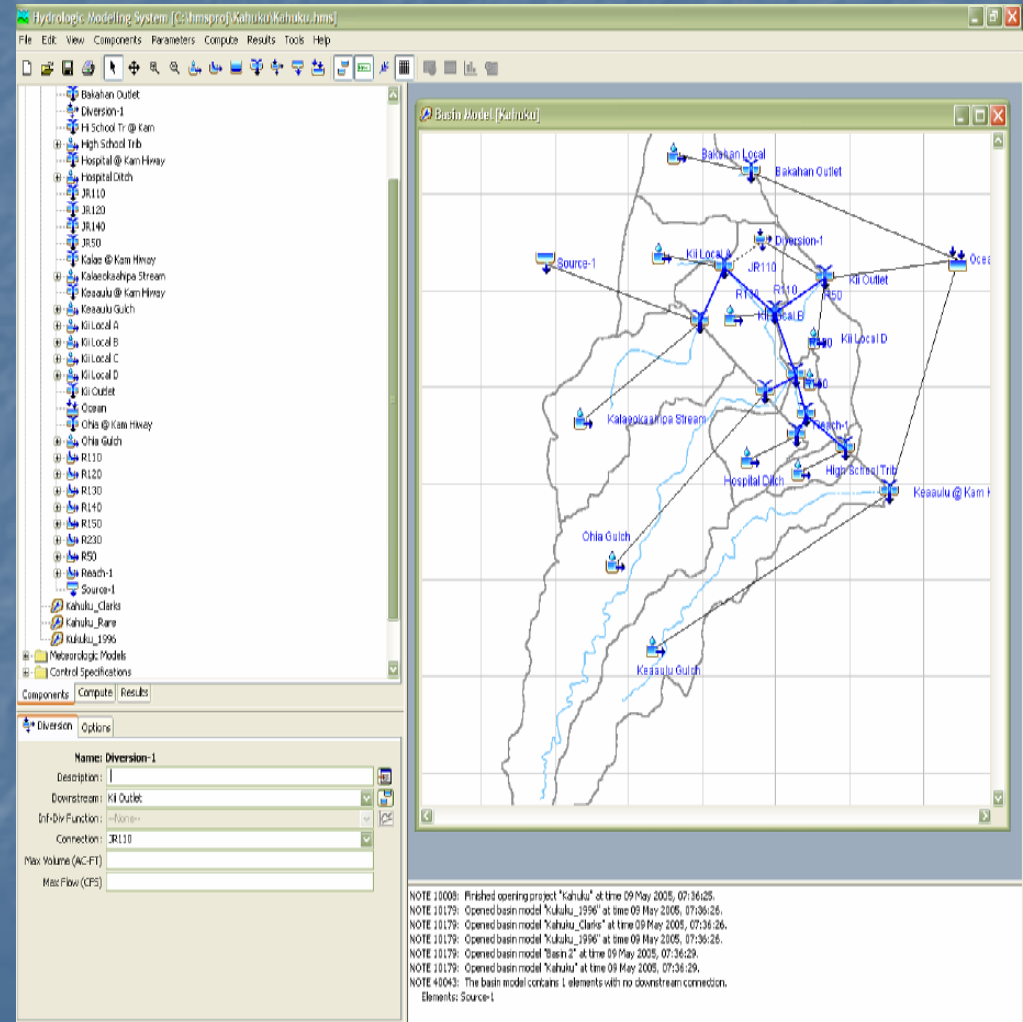 Hydrologic Modeling System [C:\hmsproj\Kahuku\Kahuku.hms]
File Edit View Components Parameters Compute Results Tools Help
Bakahan Outlet
Diversion-1
Hi School Tr @ Kam
High School Trib
Hospital @ Kam Hiway
Hospital Ditch
JR110
JR120
JR140
JR50
Kalae @ Kam Hiway
Kalaeokaahipa Stream
Keaaulu @ Kam Hiway
Keaaulu Gulch
Kii Local A
Kii Local B
Kii Local C
Kii Local D
Kii Outlet
Ocean
Ohia @ Kam Hiway
Ohia Gulch
R110
R120
R130
R140
R150
R230
R50
Reach-1
Source-1
Kahuku_Clarks
Kahuku_Rare
Kukuku_1996
Meteorologic Models
Control Specifications
Components Compute Results
Diversion Options
Name: Diversion-1
Description:
Downstream: Kii Outlet
Inf-Div Function: --None--
Connection: JR110
Max Volume (AC-FT)
Max Flow (CFS)
Basin Model [Kahuku]
Bakahan Local
Bakahan Outlet
Diversion-1
Source-1
Kii Local A
JR110
Ocea
Kii Outlet
R110
R50
Kii Local B
Kii Local D
Kalaeokaahipa Stream
Reach-1
High School Trib
Hospital Ditch
Keaaulu @ Kam H
Ohia Gulch
Keaaulu Gulch
NOTE 10008: Finished opening project "Kahuku" at time 09 May 2005, 07:36:25.
NOTE 10179: Opened basin model "Kukuku_1996" at time 09 May 2005, 07:36:26.
NOTE 10179: Opened basin model "Kahuku_Clarks" at time 09 May 2005, 07:36:26.
NOTE 10179: Opened basin model "Kukuku_1996" at time 09 May 2005, 07:36:26.
NOTE 10179: Opened basin model "Basin 2" at time 09 May 2005, 07:36:29.
NOTE 10179: Opened basin model "Kahuku" at time 09 May 2005, 07:36:29.
NOTE 40043: The basin model contains 1 elements with no downstream connection.
Elements: Source-1